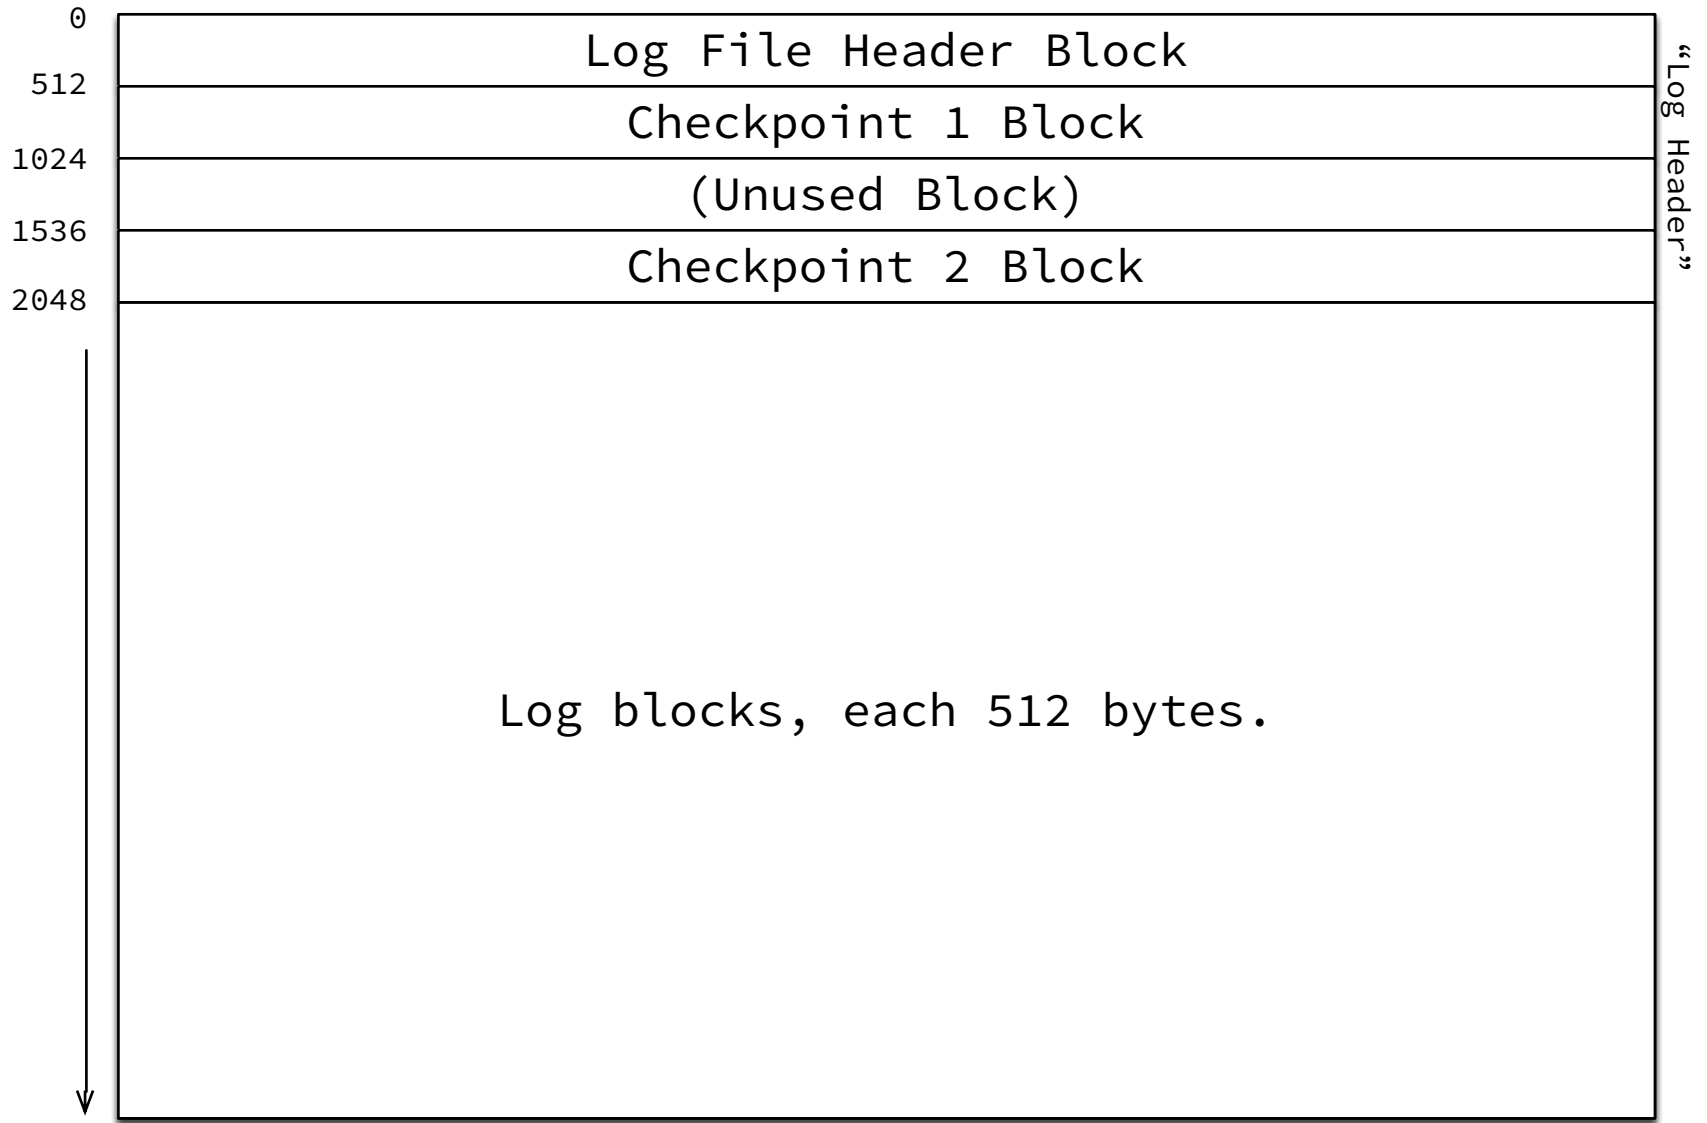 0
Log File Header Block
512
Checkpoint 1 Block
1024
(Unused Block)
1536
Checkpoint 2 Block
2048
“Log Header”
Log blocks, each 512 bytes.